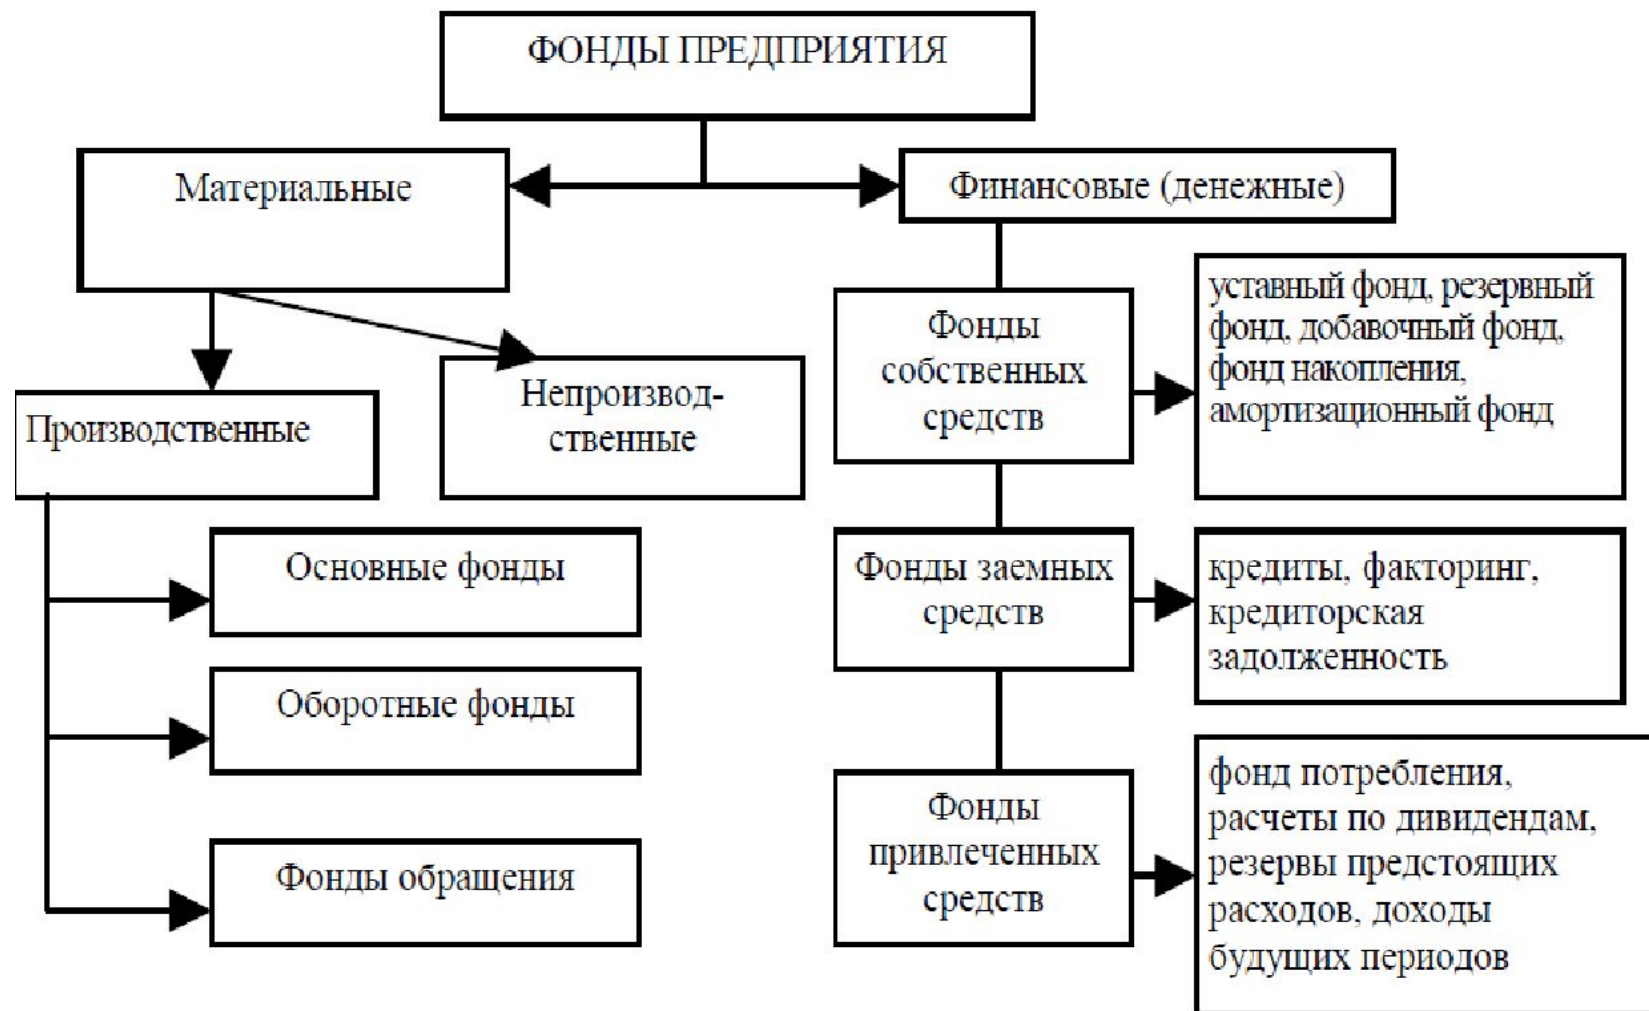 ФОНДЫ ПРЕДПРИЯТИЯ
Материальные
Финансовые (денежные)
Производственные
Непроизвод-
ственные
Основные фонды
Оборотные фонды
Фонды обращения
Фонды
собственных
средств
уставный фонд, резервный
фонд, добавочный фонд,
фонд накопления,
амортизационный фонд
Фонды заемных
средств
кредиты, факторинг,
кредиторская
задолженность
Фонды
привлеченных
средств
фонд потребления,
расчеты по дивидендам,
резервы предстоящих
расходов, доходы
будущих периодов